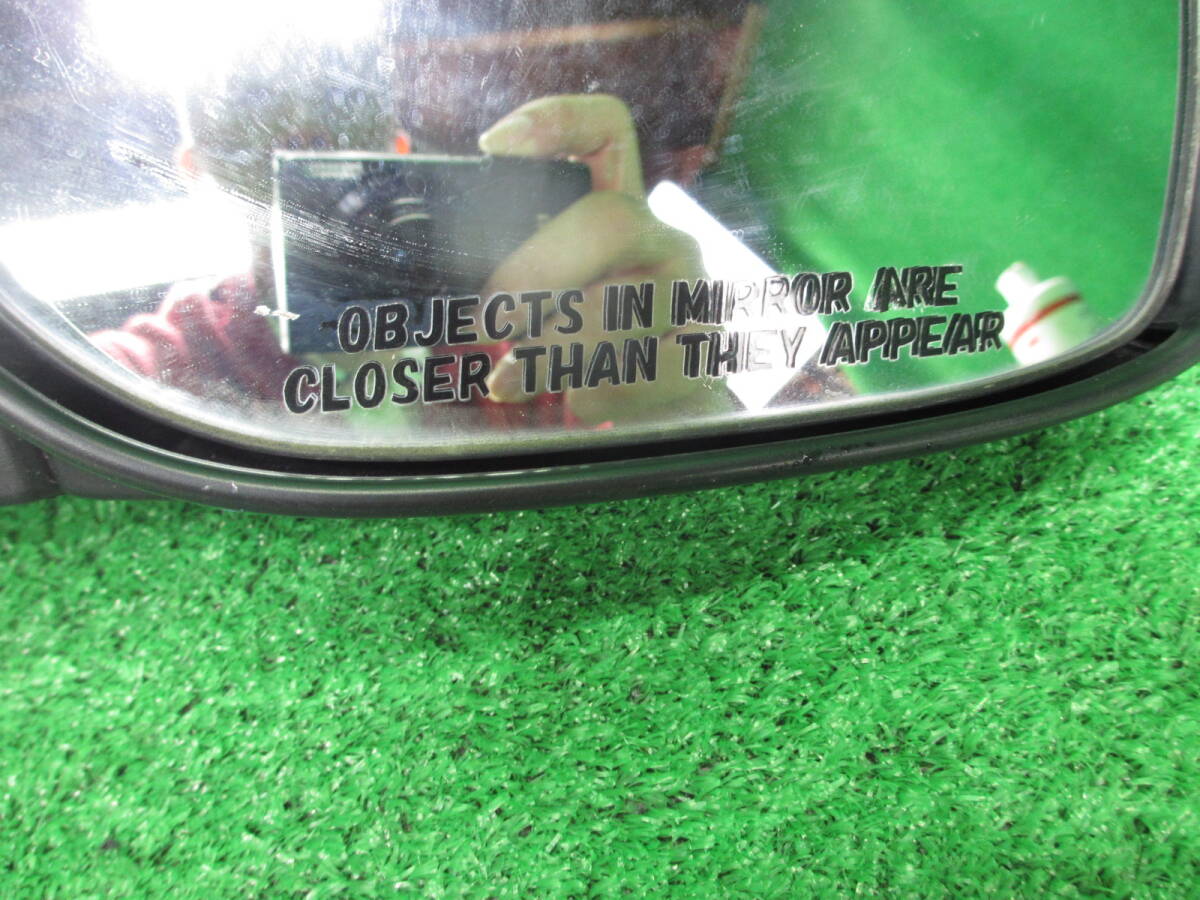 OBJECTS IN MIRROR ARE
CLOSER THAN THEY APPEAR